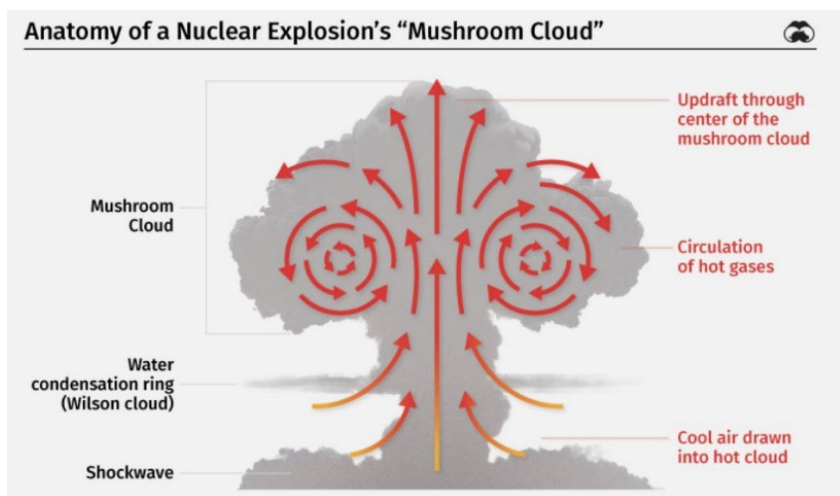 Anatomy of a Nuclear Explosion's “Mushroom Cloud”
Updraft through
center of the
mushroom cloud
Mushroom
Cloud
Circulation
of hot gases
Water
condensation ring
(Wilson cloud)
Cool air drawn
into hot cloud
Shockwave